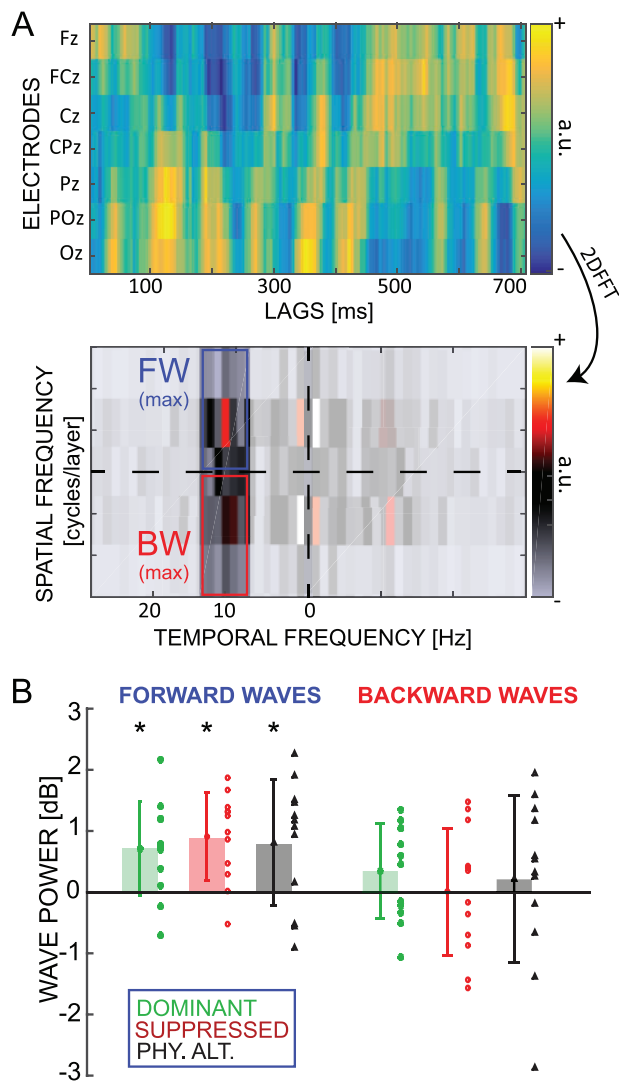 A
ELECTRODES
Fz
FCz
Cz
CPz
Pz
POz
Oz
100
300
500
700
LAGS [ms]
+
a.u.
-
2DFFT
SPATIAL FREQUENCY
[cycles/layer]
FW
(max)
BW
(max)
20
10
0
TEMPORAL FREQUENCY [Hz]
+
a.u.
-
B
FORWARD WAVES
BACKWARD WAVES
WAVE POWER [dB]
3
2
1
0
-1
-2
-3
* * *
DOMINANT
SUPPRESSED
PHY. ALT.